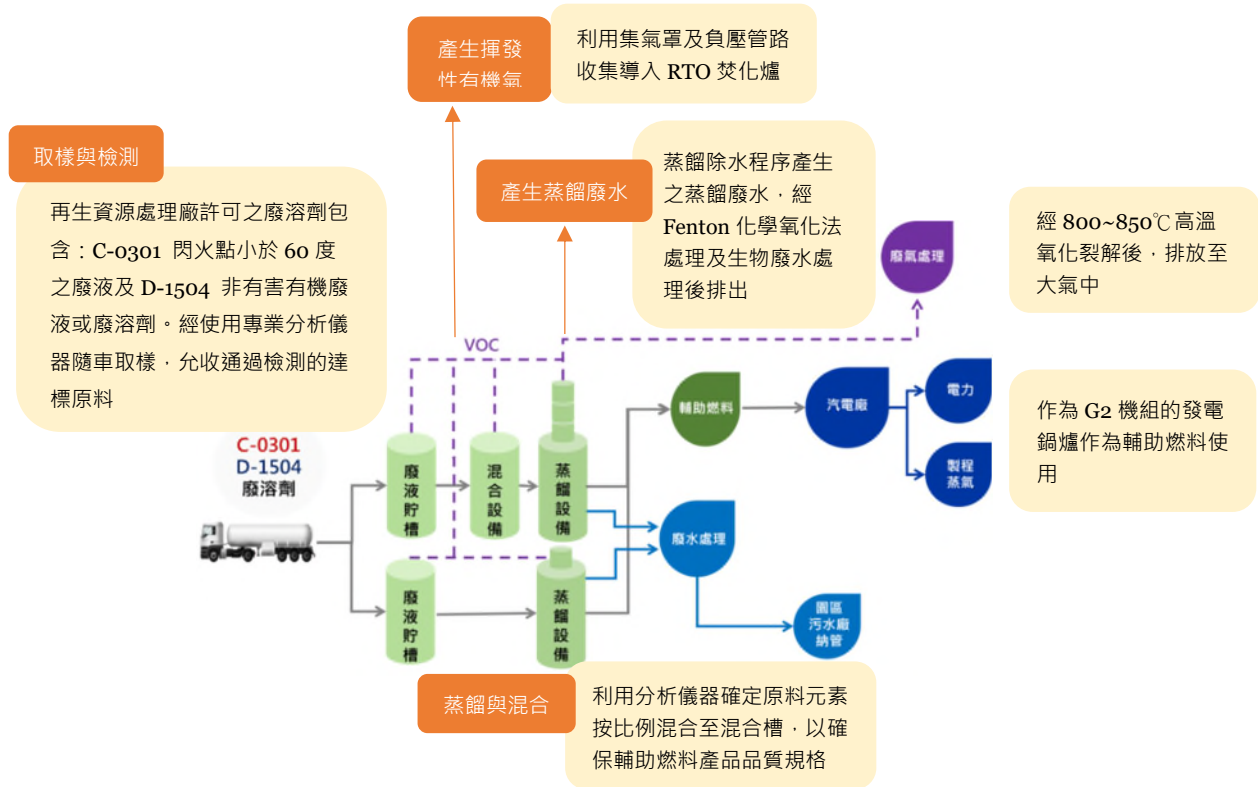 產生揮發
性有機氣
利用集氣罩及負壓管路
收集導入 RTO 焚化爐
取樣與檢測
再生資源處理廠許可之廢溶劑包
含：C-0301 閃火點小於 60 度
之廢液及 D-1504 非有害有機廢
液或廢溶劑。經使用專業分析儀
器隨車取樣，允收通過檢測的達
標原料
產生蒸餾廢水
蒸餾除水程序產生
之蒸餾廢水，經
Fenton 化學氧化法
處理及生物廢水處
理後排出
廢氣處理
經 800~850℃高溫
氧化裂解後，排放至
大氣中
VOC
C-0301
D-1504
廢溶劑
廢液貯槽
混合設備
蒸餾設備
輔助燃料
汽電廠
電力
製程
蒸氣
作為 G2 機組的發電
鍋爐作為輔助燃料使
用
廢水處理
廢液貯槽
蒸餾設備
園區
污水廠
納管
蒸餾與混合
利用分析儀器確定原料元素
按比例混合至混合槽，以確
保輔助燃料產品品質規格